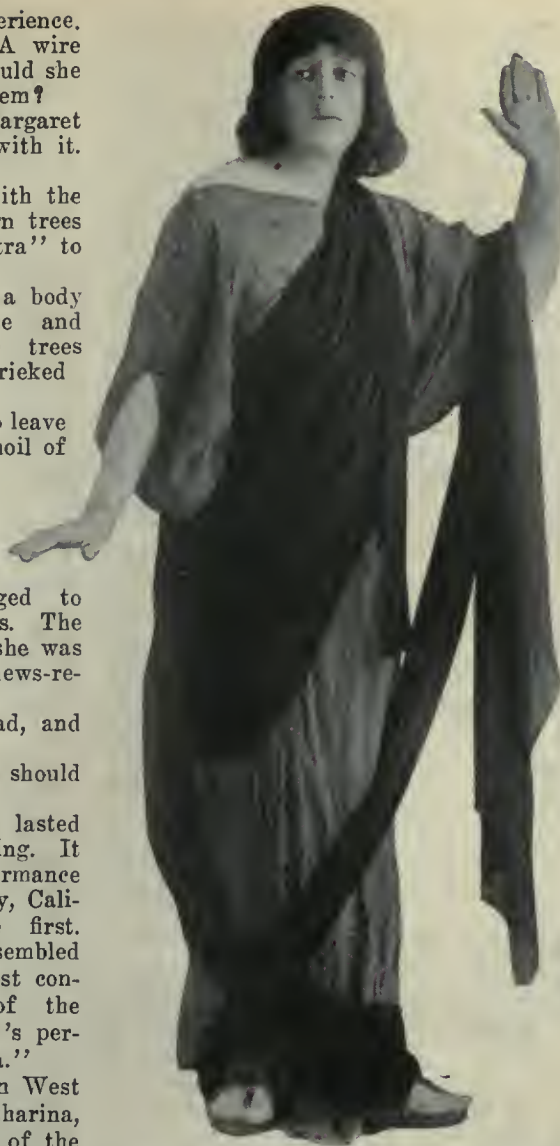 erience.
A wire
uld she
em?
argaret
with it.
ith the
n trees
tra" to
a body
e and
trees
rieked
leave
noil of
ged to
s. The
she was
ews-re-
ad, and
should
lasted
ng. It
rmance
y, Cali-
first.
sembled
st con-
of the
's per-
a."
n West
harina,
of the